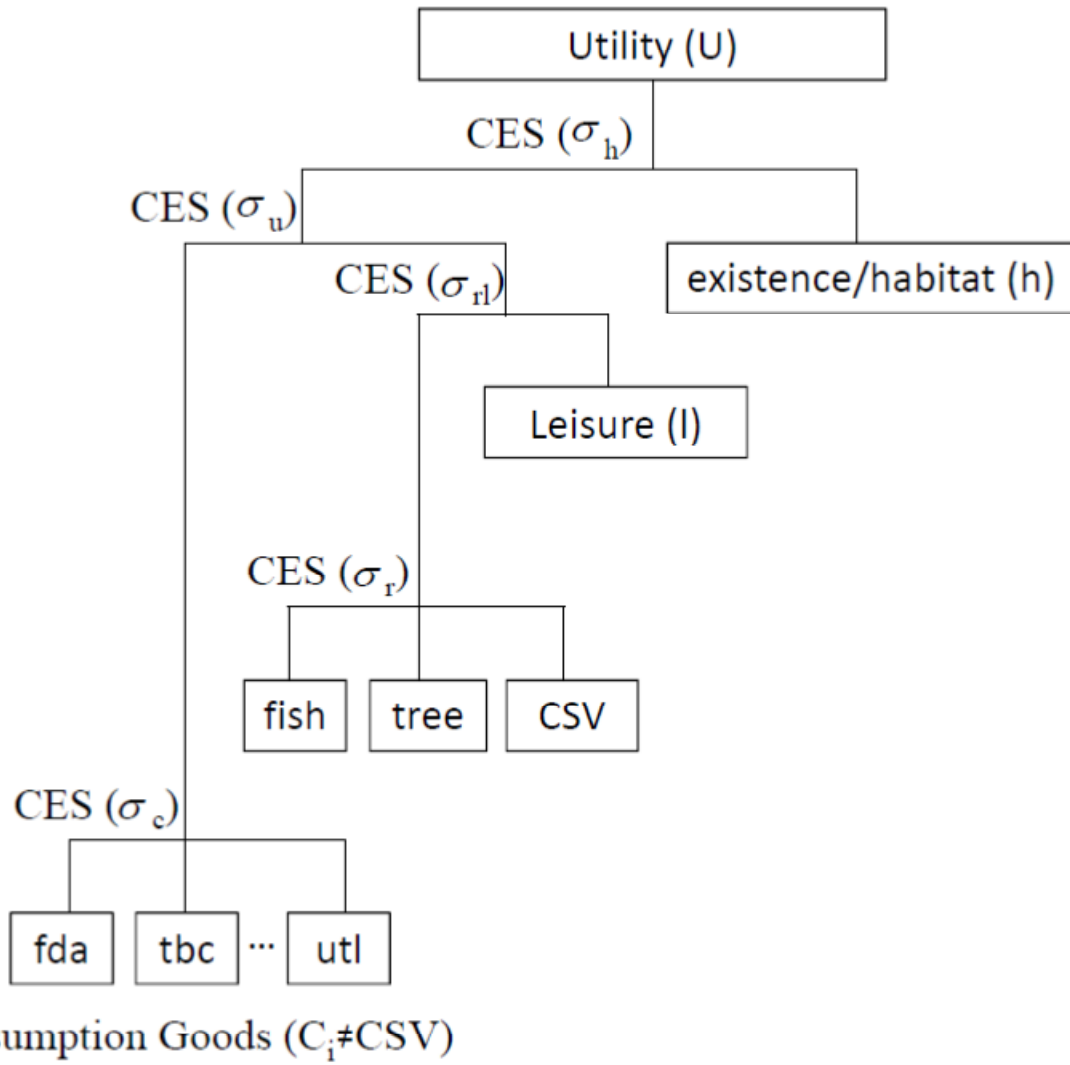 Utility (U)
CES (σh)
CES (σu)
CES (σrl)
existence/habitat (h)
Leisure (l)
CES (σr)
fish tree CSV
CES (σc)
fda tbc ... utl
umption Goods (Ci≠CSV)